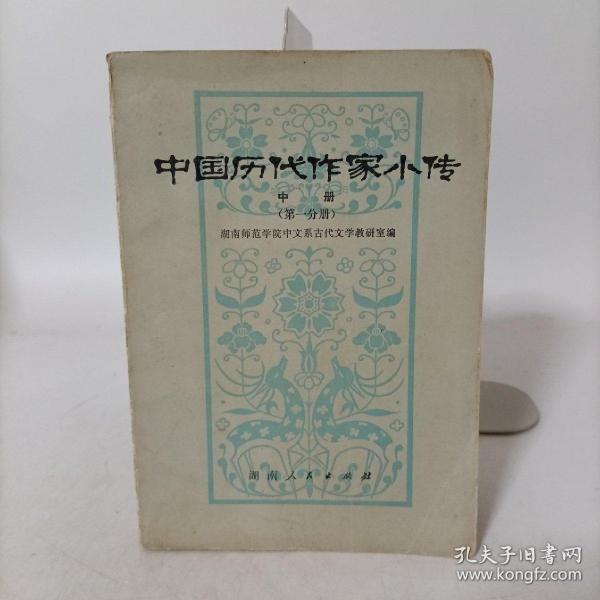 中国历代作家小传
中册
（第一分册）
湖南师范学院中文系古代文学教研室编
湖南人民出版社
孔夫子旧书网
www.kongfz.com